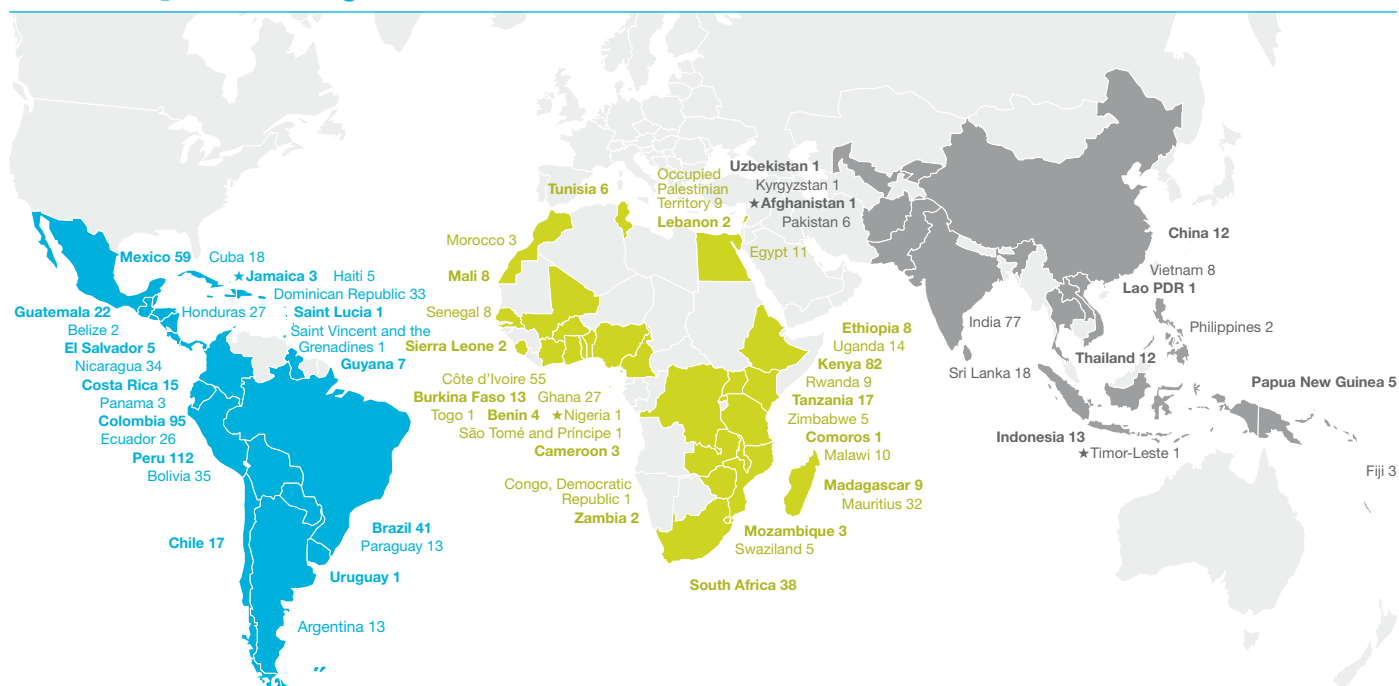 Mexico 59
Cuba 18
★Jamaica 3
Haiti 5
Dominican Republic 33
Guatemala 22
Honduras 27
Saint Lucia 1
Belize 2
Saint Vincent and the
Grenadines 1
El Salvador 5
Nicaragua 34
Guyana 7
Costa Rica 15
Panama 3
Colombia 95
Ecuador 26
Peru 112
Bolivia 35
Brazil 41
Paraguay 13
Chile 17
Uruguay 1
Argentina 13
Tunisia 6
Occupied
Palestinian
Territory 9
Lebanon 2
Morocco 3
Egypt 11
Mali 8
Senegal 8
Sierra Leone 2
Côte d'Ivoire 55
Burkina Faso 13
Ghana 27
Togo 1
Benin 4
★Nigeria 1
São Tomé and Príncipe 1
Cameroon 3
Congo, Democratic
Republic 1
Zambia 2
Ethiopia 8
Uganda 14
Kenya 82
Rwanda 9
Tanzania 17
Zimbabwe 5
Comoros 1
Malawi 10
Madagascar 9
Mauritius 32
Mozambique 3
Swaziland 5
South Africa 38
Uzbekistan 1
Kyrgyzstan 1
★Afghanistan 1
Pakistan 6
China 12
Vietnam 8
Lao PDR 1
India 77
Philippines 2
Thailand 12
Sri Lanka 18
Papua New Guinea 5
Indonesia 13
★Timor-Leste 1
Fiji 3